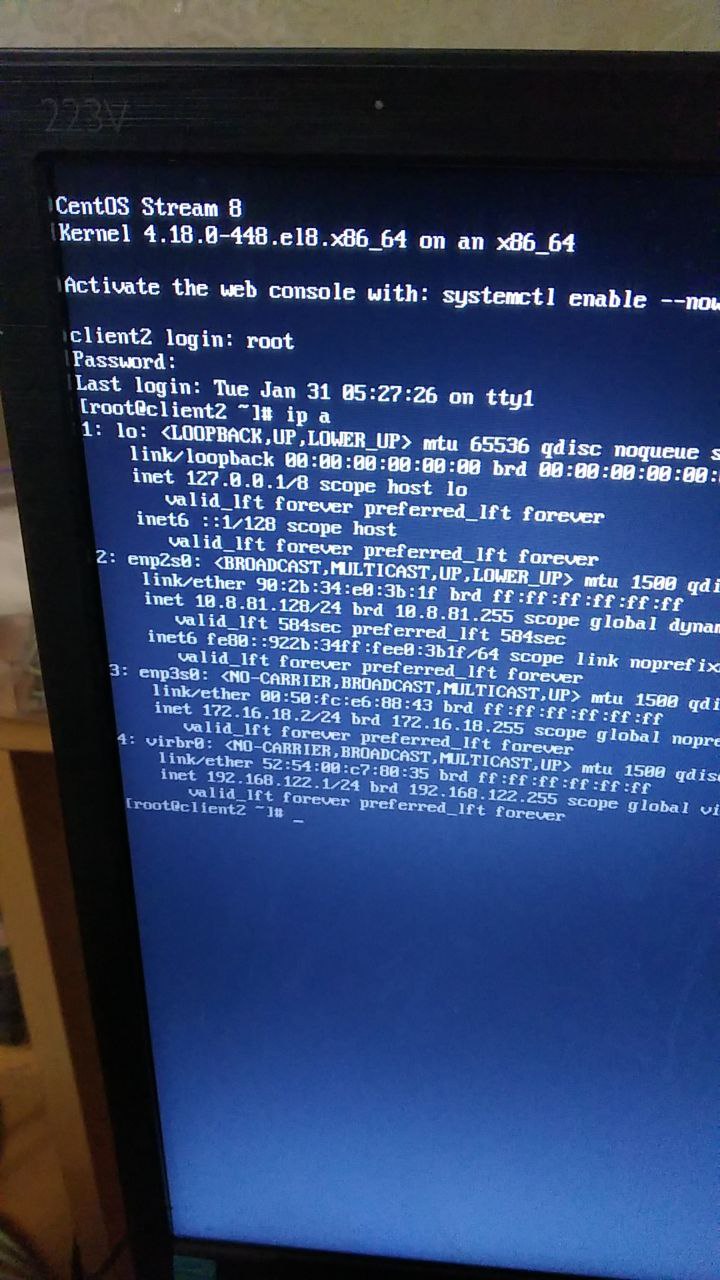 223V
CentOS Stream 8
Kernel 4.18.0-448.el8.x86_64 on an x86_64
Activate the web console with: systemctl enable --now
client2 login: root
Password:
Last login: Tue Jan 31 05:27:26 on tty1
[root@client2 ~]# ip a
1: lo: <LOOPBACK,UP,LOWER_UP> mtu 65536 qdisc noqueue s
link/loopback 00:00:00:00:00:00 brd 00:00:00:00:00:
inet 127.0.0.1/8 scope host lo
valid_lft forever preferred_lft forever
inet6 ::1/128 scope host
valid_lft forever preferred_lft forever
2: enp2s0: <BROADCAST,MULTICAST,UP,LOWER_UP> mtu 1500 qdi
link/ether 90:2b:34:e0:3b:1f brd ff:ff:ff:ff:ff:ff
inet 10.8.81.128/24 brd 10.8.81.255 scope global dynam
valid_lft 584sec preferred_lft 584sec
inet6 fe80::922b:34ff:fee0:3b1f/64 scope link noprefix
valid_lft forever preferred_lft forever
3: enp3s0: <NO-CARRIER,BROADCAST,MULTICAST,UP> mtu 1500 qdi
link/ether 00:50:fc:e6:88:43 brd ff:ff:ff:ff:ff:ff
inet 172.16.18.2/24 brd 172.16.18.255 scope global nopre
valid_lft forever preferred_lft forever
4: virbr0: <NO-CARRIER,BROADCAST,MULTICAST,UP> mtu 1500 qdisc
link/ether 52:54:00:c7:80:35 brd ff:ff:ff:ff:ff:ff
inet 192.168.122.1/24 brd 192.168.122.255 scope global vi
valid_lft forever preferred_lft forever
[root@client2 ~]# _